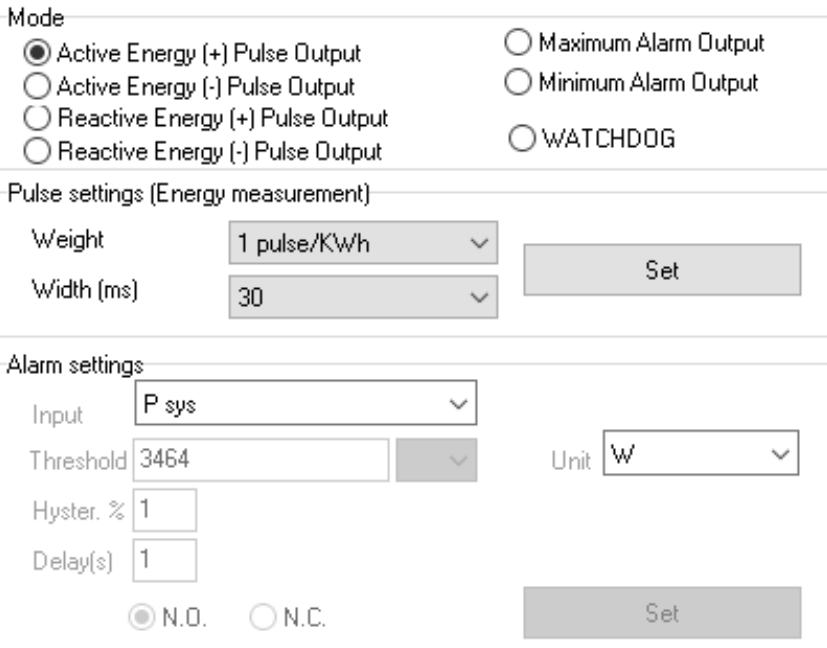 Mode
Active Energy (+) Pulse Output
Active Energy (-) Pulse Output
Reactive Energy (+) Pulse Output
Reactive Energy (-) Pulse Output
Maximum Alarm Output
Minimum Alarm Output
WATCHDOG
Pulse settings (Energy measurement)
Weight 1 pulse/KWh
Width (ms) 30
Set
Alarm settings
Input P sys
Threshold 3464 Unit W
Hyster. % 1
Delay(s) 1
N.O. N.C. Set